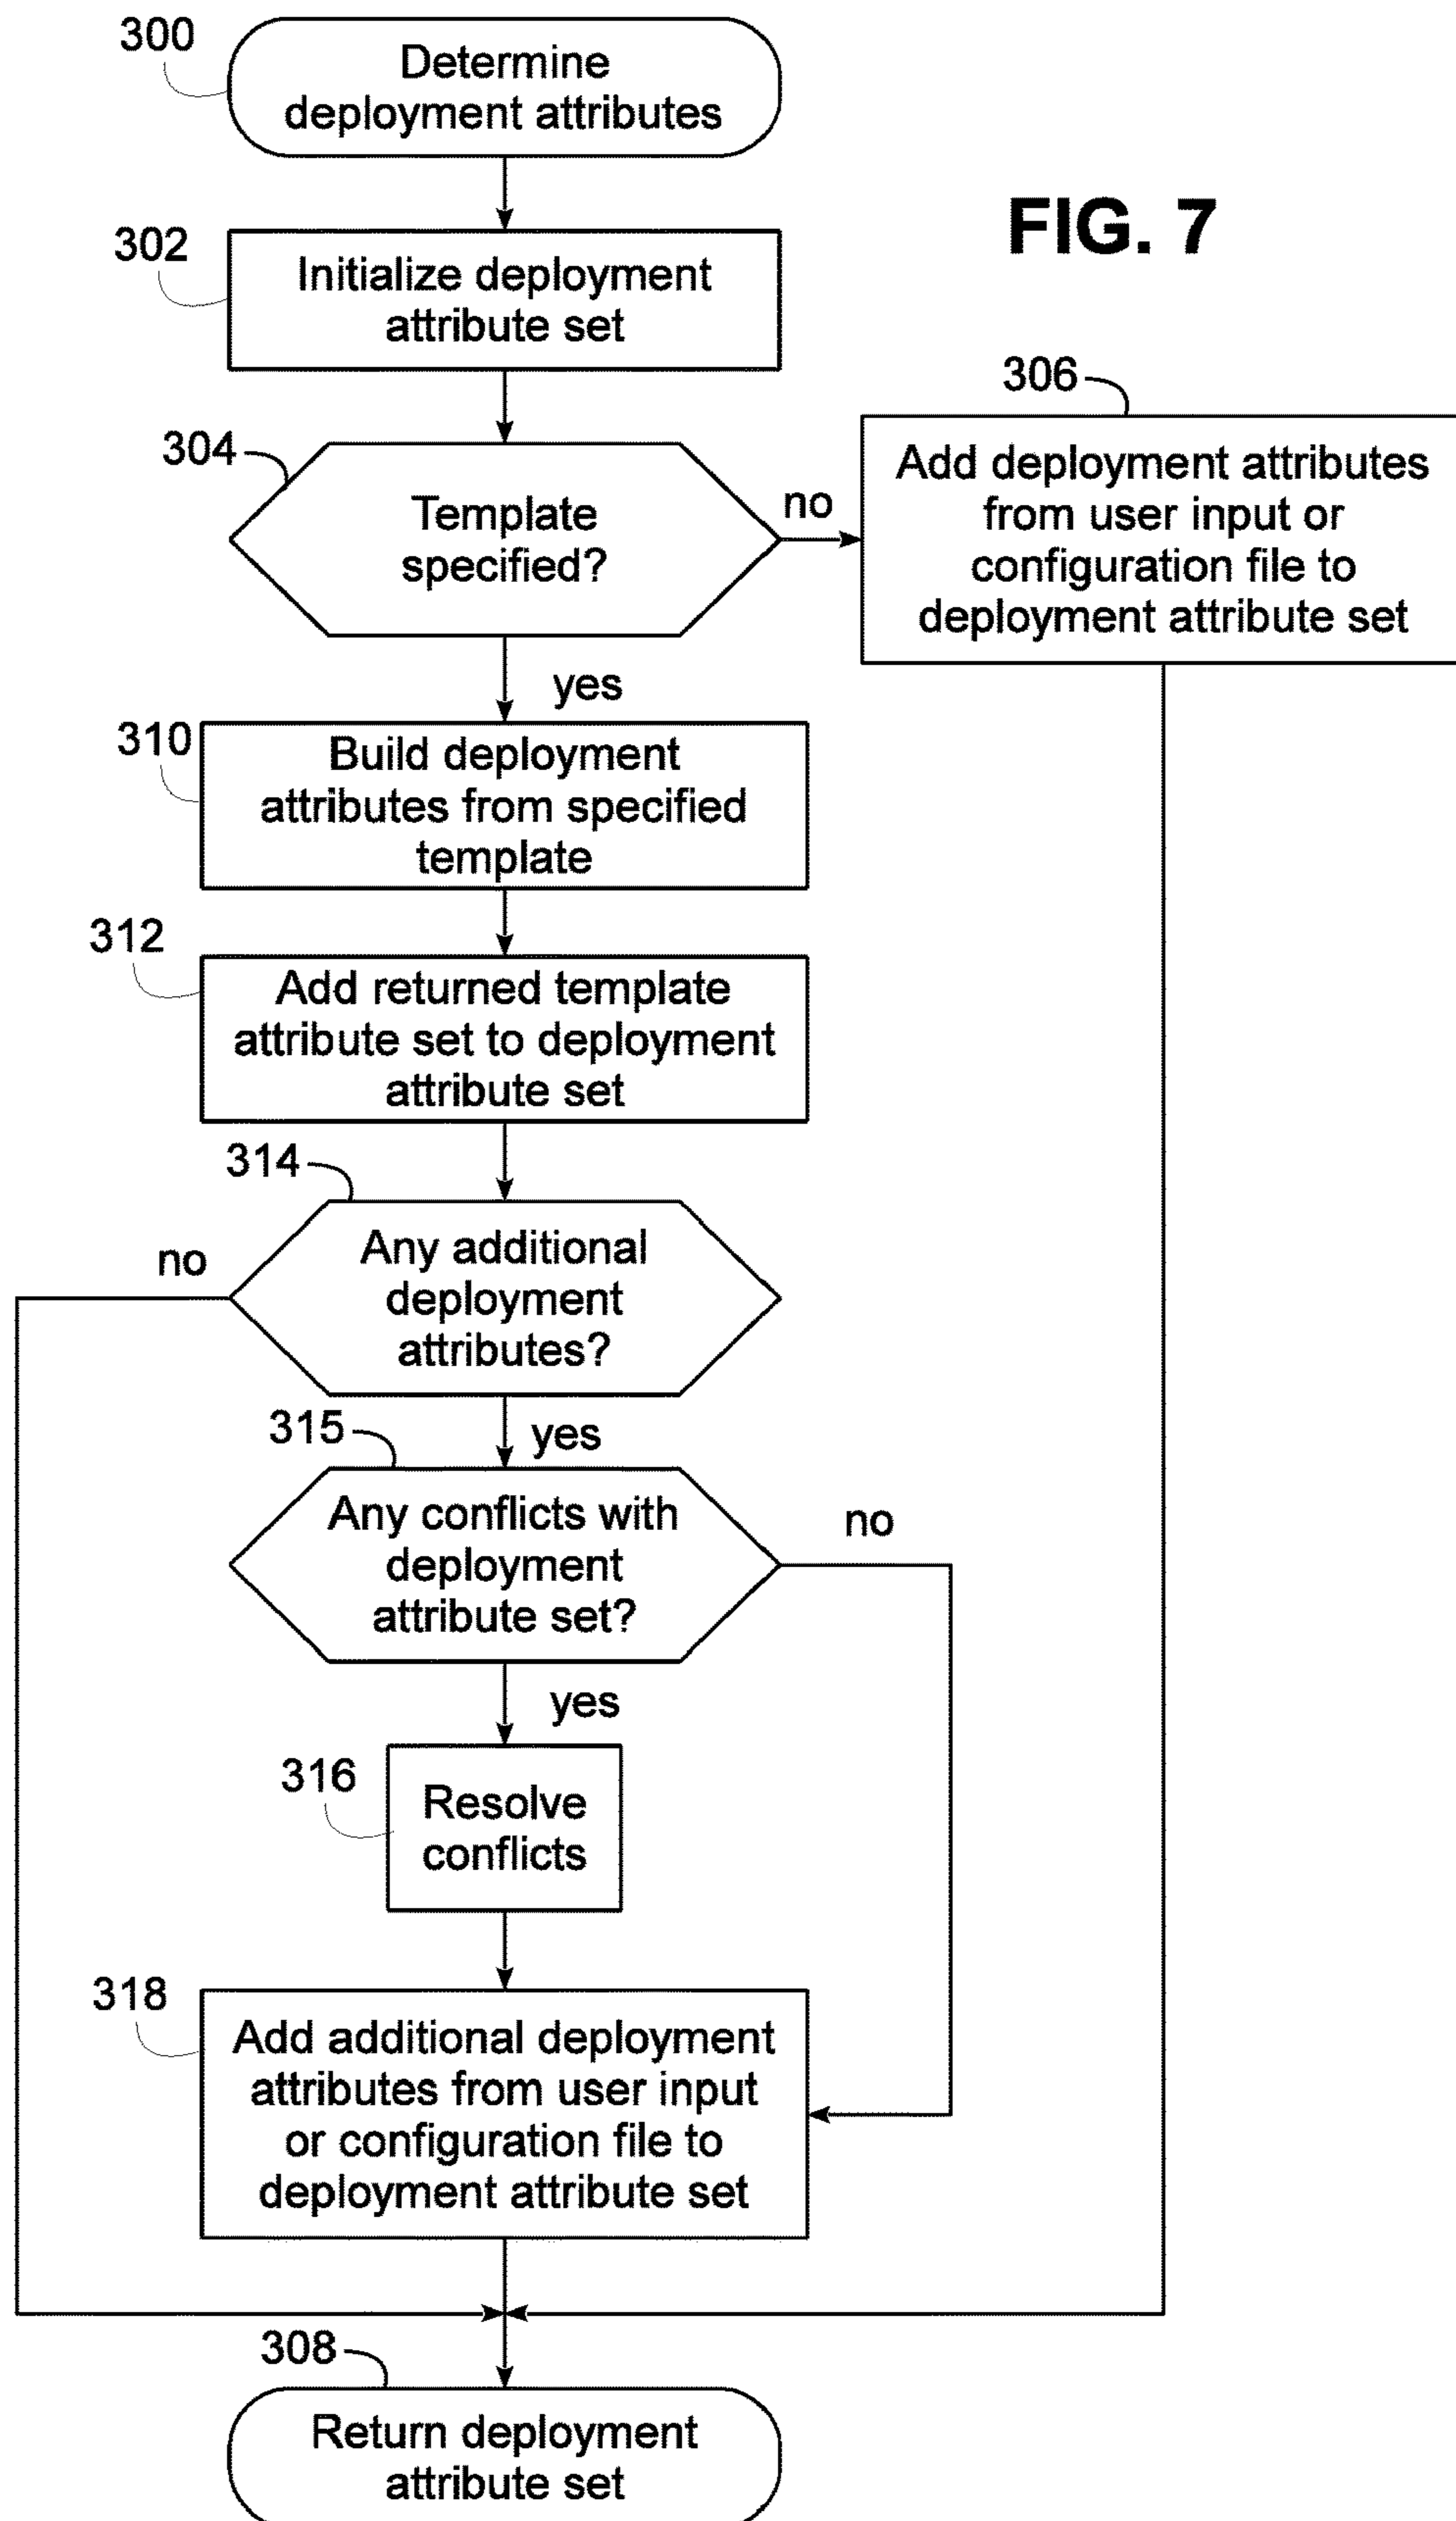 300
Determine
deployment attributes
FIG. 7
302
Initialize deployment
attribute set
304
Template
specified?
no
306
Add deployment attributes
from user input or
configuration file to
deployment attribute set
yes
310
Build deployment
attributes from specified
template
312
Add returned template
attribute set to deployment
attribute set
314
no
Any additional
deployment
attributes?
yes
315
Any conflicts with
deployment
attribute set?
no
yes
316
Resolve
conflicts
318
Add additional deployment
attributes from user input
or configuration file to
deployment attribute set
308
Return deployment
attribute set